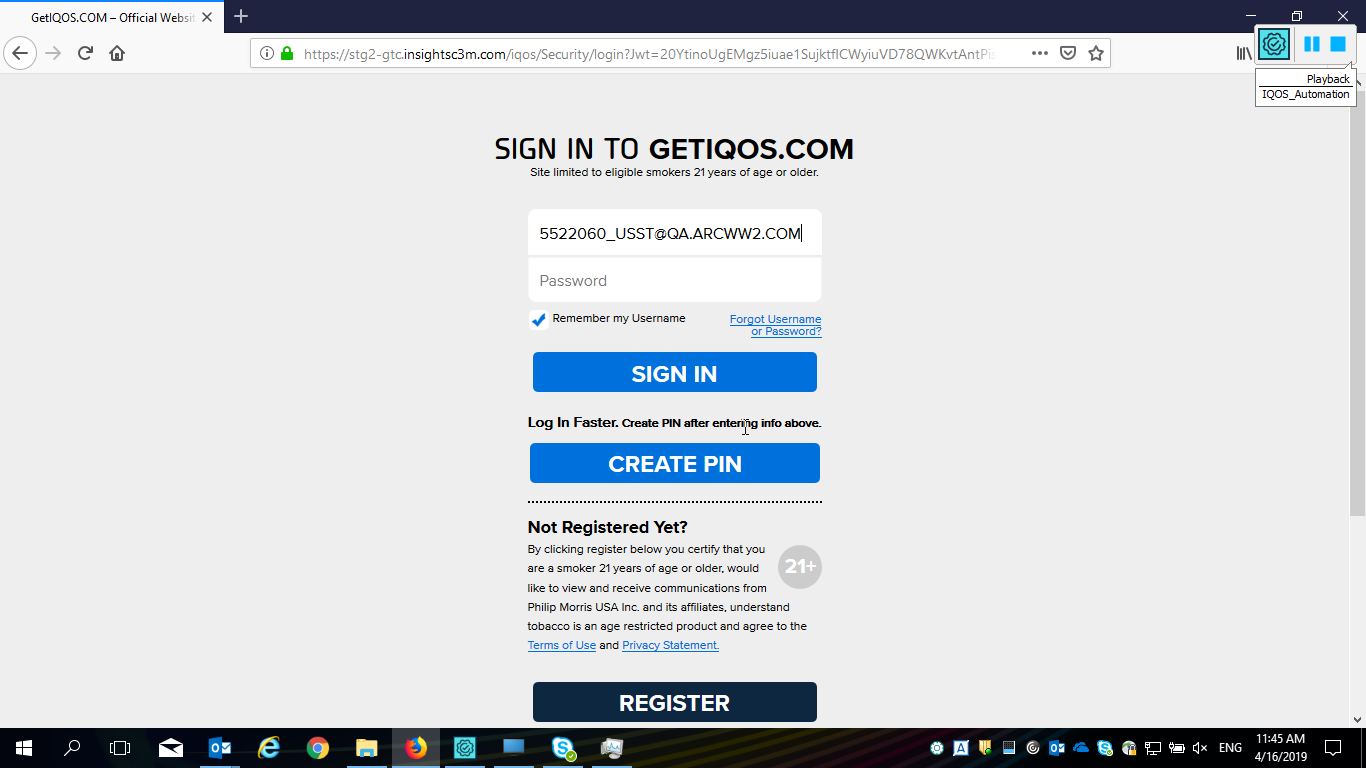 GetIQOS.COM – Official Websit
https://stg2-gtc.insightsc3m.com/iqos/Security/login?Jwt=20YtinoUgEMgz5iuae1SujktflCWyiuVD78QWKvtAntPis
Playback
IQOS_Automation
SIGN IN TO GETIQOS.COM
Site limited to eligible smokers 21 years of age or older.
5522060_USST@QA.ARCWW2.COM
Password
Remember my Username
Forgot Username
or Password?
SIGN IN
Log In Faster. Create PIN after entering info above.
CREATE PIN
Not Registered Yet?
By clicking register below you certify that you
are a smoker 21 years of age or older, would
like to view and receive communications from
Philip Morris USA Inc. and its affiliates, understand
tobacco is an age restricted product and agree to the
Terms of Use and Privacy Statement.
21+
REGISTER
ENG
11:45 AM
4/16/2019